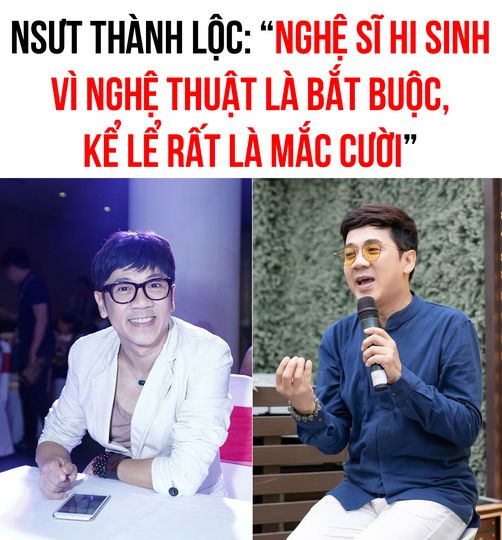 NSƯT THÀNH LỘC: “NGHỆ SĨ HI SINH
VÌ NGHỆ THUẬT LÀ BẮT BUỘC,
KỂ LỂ RẤT LÀ MẮC CƯỜI”